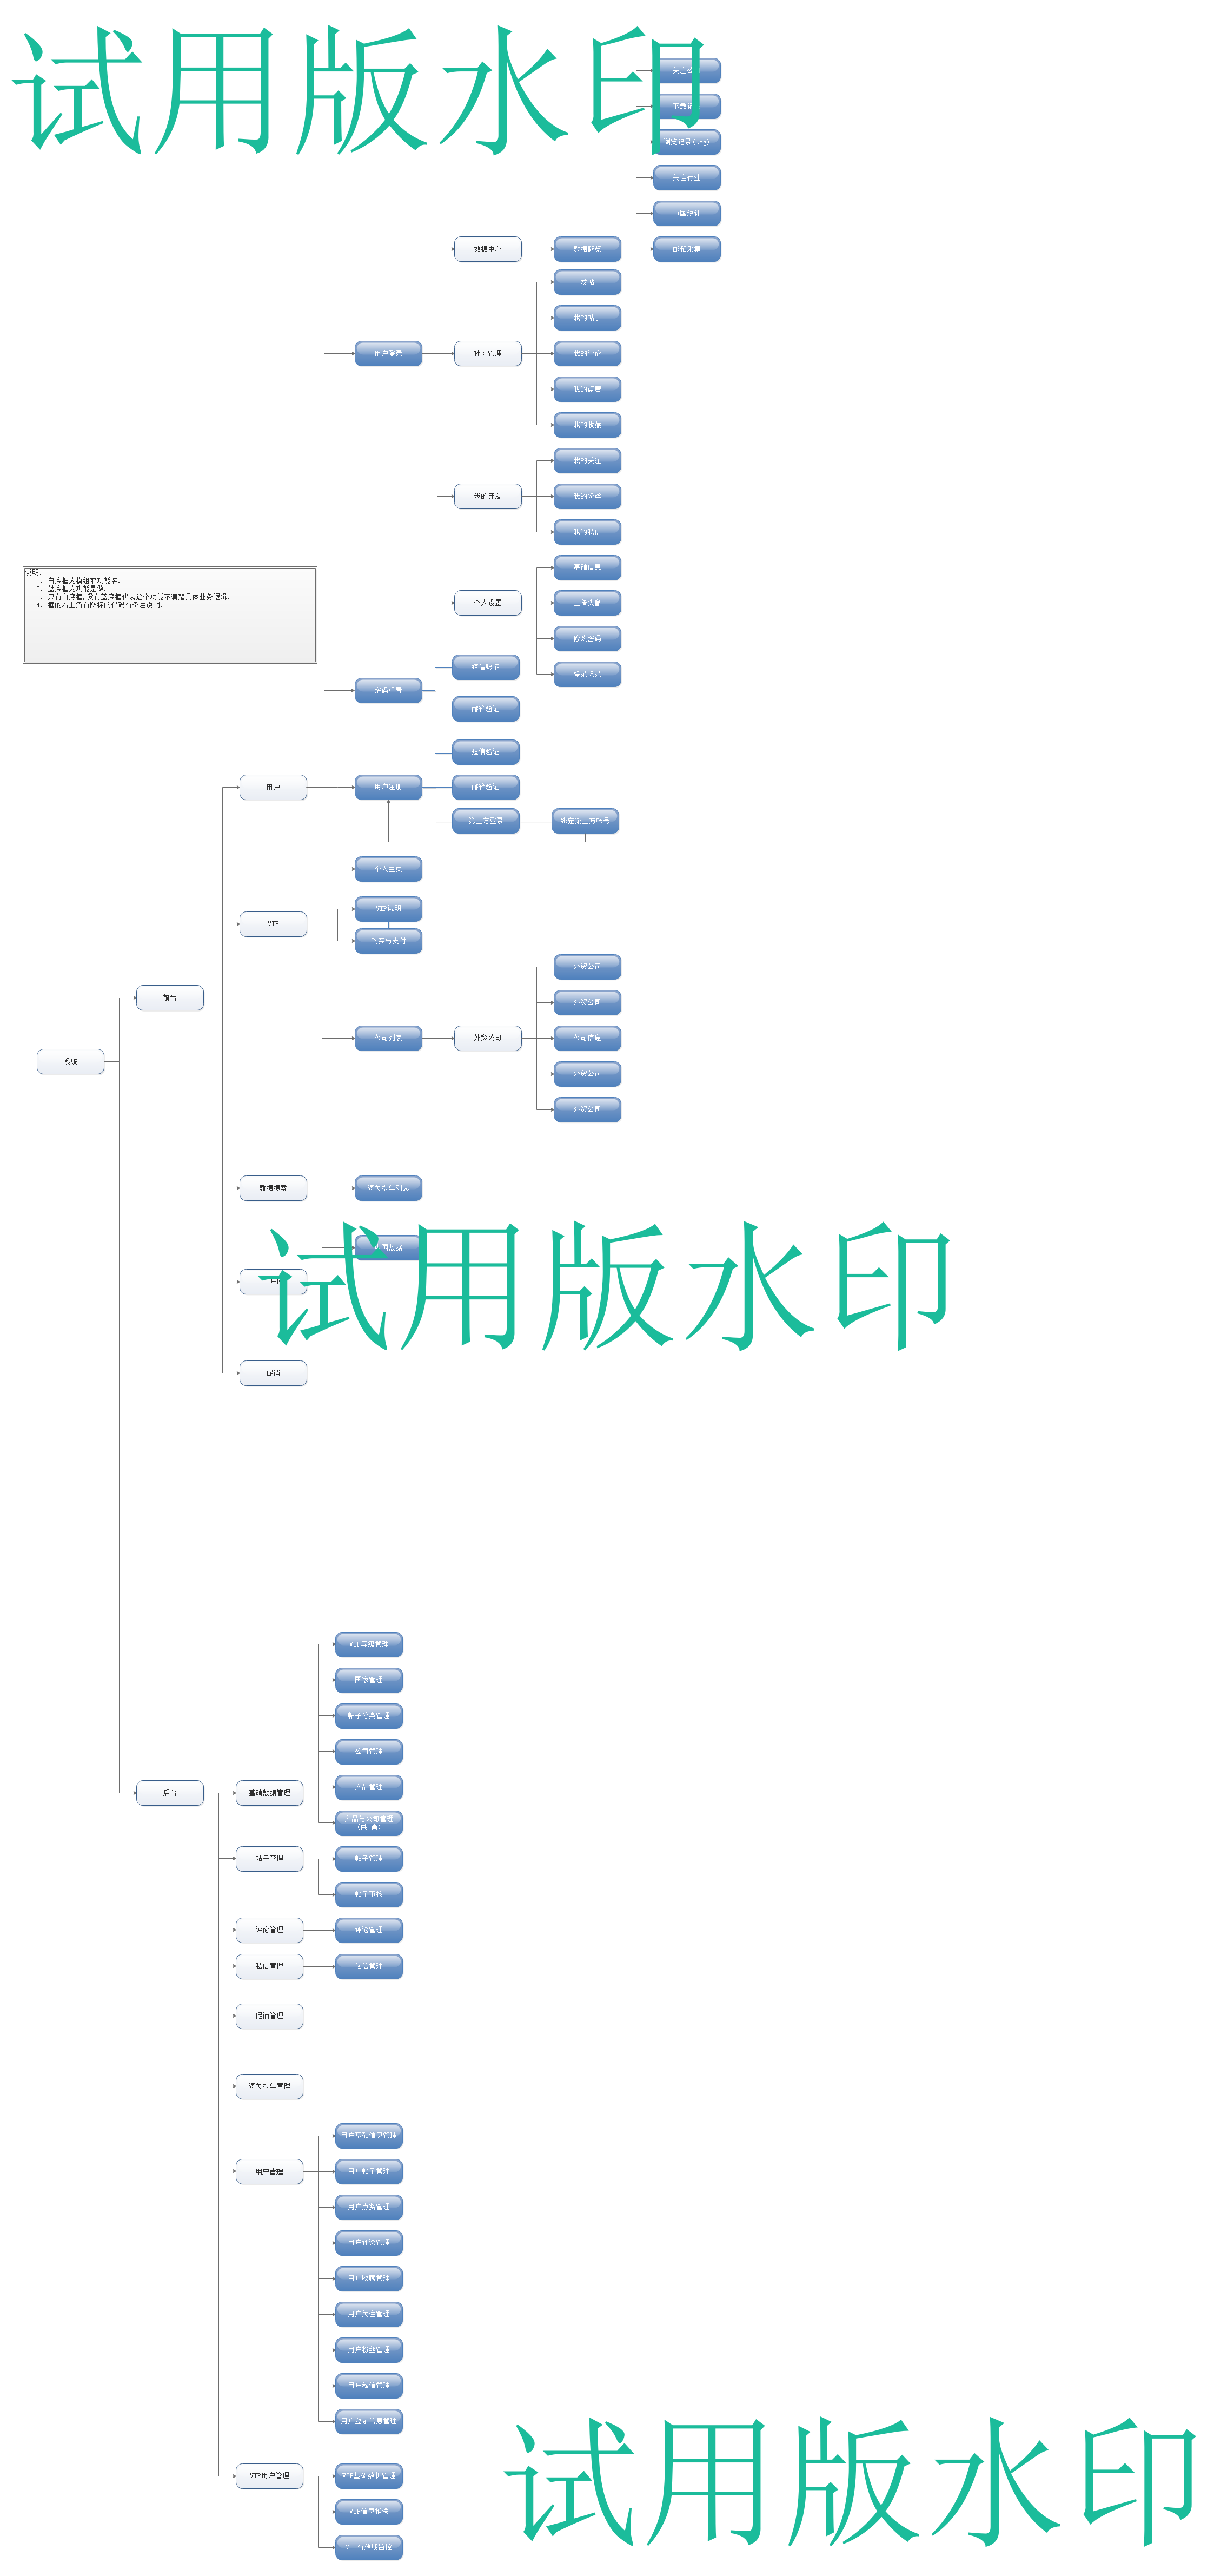 试用版水印
关注公
下载记
浏览记录(Log)
关注行业
中国统计
邮箱采集
数据中心
数据概览
发帖
我的帖子
用户登录
社区管理
我的评论
我的点赞
我的收藏
我的关注
我的邦友
我的粉丝
我的私信
说明
1. 白底框为模组或功能名。
2. 蓝底框为功能是做。
3. 只有白底框,没有蓝底框代表这个功能不清楚具体业务逻辑。
4. 框的右上角有图标的代码有备注说明。
基础信息
个人设置
上传头像
修改密码
登录记录
密码重置
短信验证
邮箱验证
短信验证
用户
用户注册
邮箱验证
第三方登录
绑定第三方帐号
个人主页
VIP
VIP说明
购买与支付
外贸公司
前台
外贸公司
公司列表
外贸公司
公司信息
系统
外贸公司
外贸公司
数据搜索
海关提单列表
国数据
试用版水印
门户
促销
VIP等级管理
国家管理
帖子分类管理
公司管理
后台
基础数据管理
产品管理
产品与公司管理
(供|需)
帖子管理
帖子管理
帖子审核
评论管理
评论管理
私信管理
私信管理
促销管理
海关提单管理
用户基础信息管理
用户管理
用户帖子管理
用户点赞管理
用户评论管理
用户收藏管理
用户关注管理
用户粉丝管理
用户私信管理
用户登录信息管理
VIP用户管理
VIP基础数据管理
VIP信息推送
VIP有效期监控
试用版水印